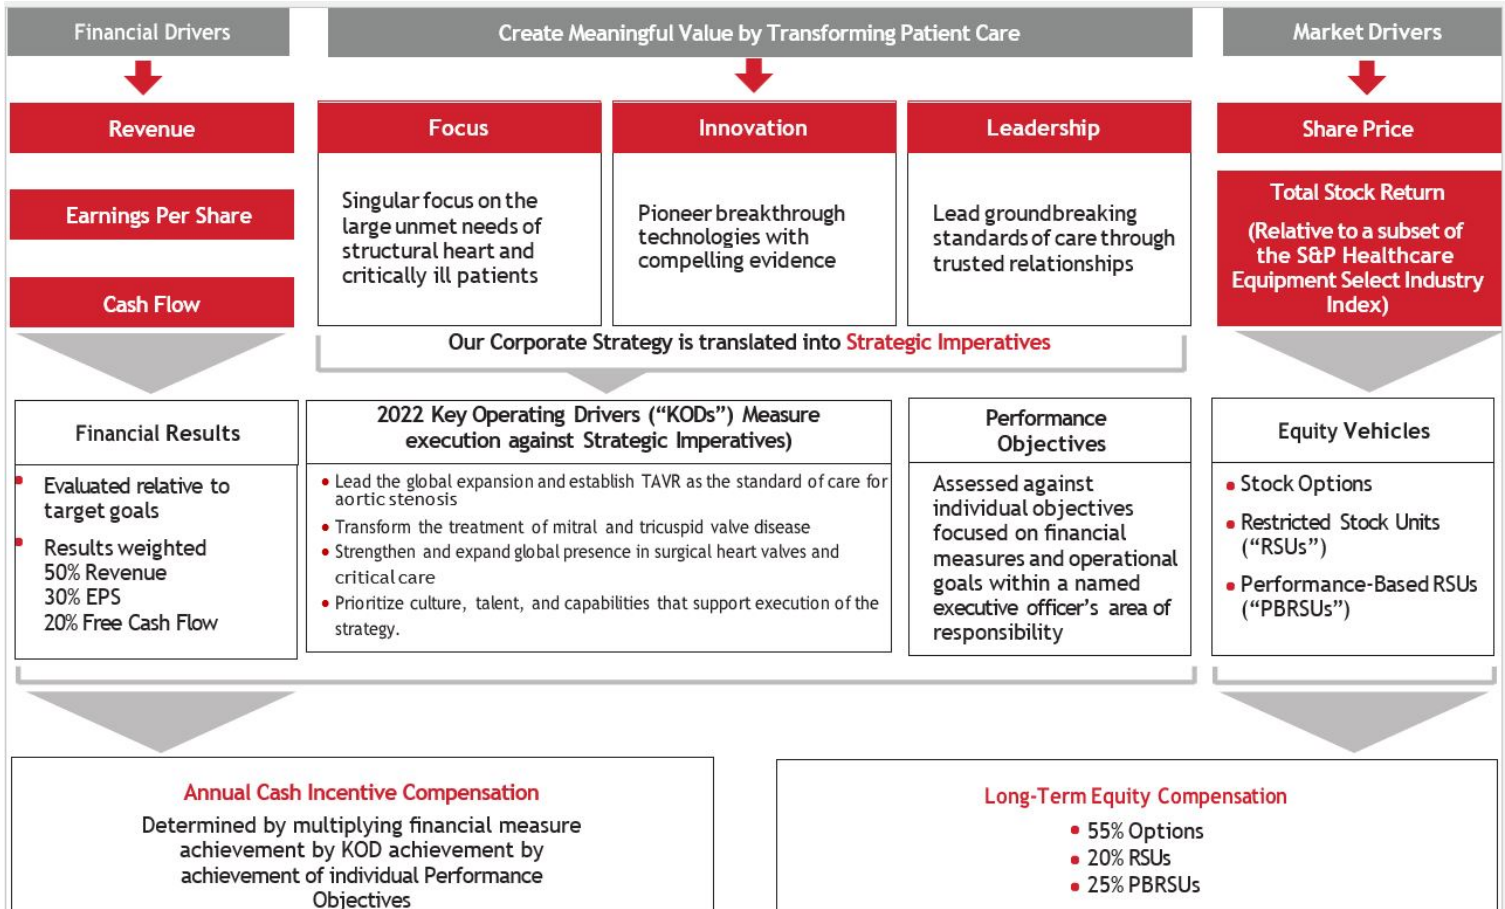 Financial Drivers
Create Meaningful Value by Transforming Patient Care
Market Drivers
Revenue
Earnings Per Share
Cash Flow
Focus
Singular focus on the
large unmet needs of
structural heart and
critically ill patients
Innovation
Pioneer breakthrough
technologies with
compelling evidence
Leadership
Lead groundbreaking
standards of care through
trusted relationships
Share Price
Total Stock Return
(Relative to a subset of
the S&P Healthcare
Equipment Select Industry
Index)
Our Corporate Strategy is translated into Strategic Imperatives
Financial Results
• Evaluated relative to
target goals
• Results weighted
50% Revenue
30% EPS
20% Free Cash Flow
2022 Key Operating Drivers (“KODs”) Measure
execution against Strategic Imperatives)
• Lead the global expansion and establish TAVR as the standard of care for
aortic stenosis
• Transform the treatment of mitral and tricuspid valve disease
• Strengthen and expand global presence in surgical heart valves and
critical care
• Prioritize culture, talent, and capabilities that support execution of the
strategy.
Performance
Objectives
Assessed against
individual objectives
focused on financial
measures and operational
goals within a named
executive officer’s area of
responsibility
Equity Vehicles
• Stock Options
• Restricted Stock Units
(“RSUs”)
• Performance-Based RSUs
(“PBRSUs”)
Annual Cash Incentive Compensation
Determined by multiplying financial measure
achievement by KOD achievement by
achievement of individual Performance
Objectives
Long-Term Equity Compensation
• 55% Options
• 20% RSUs
• 25% PBRSUs